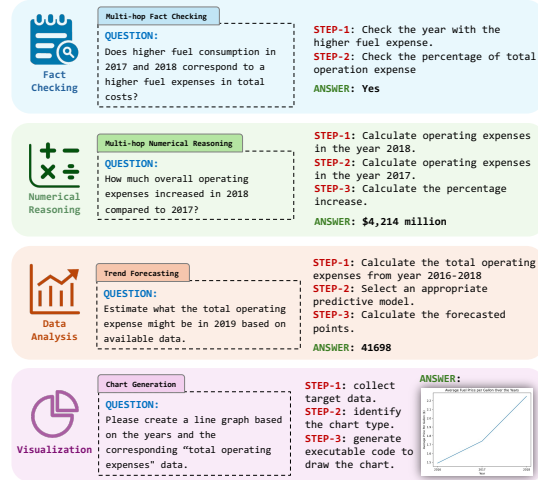 Fact
Checking
Multi-hop Fact Checking
QUESTION:
Does higher fuel consumption in
2017 and 2018 correspond to a
higher fuel expenses in total
costs?
STEP-1: Check the year with the
higher fuel expense.
STEP-2: Check the percentage of total
operation expense
ANSWER: Yes
Numerical
Reasoning
Multi-hop Numerical Reasoning
QUESTION:
How much overall operating
expenses increased in 2018
compared to 2017?
STEP-1: Calculate operating expenses
in the year 2018.
STEP-2: Calculate operating expenses
in the year 2017.
STEP-3: Calculate the percentage
increase.
ANSWER: $4,214 million
Data
Analysis
Trend Forecasting
QUESTION:
Estimate what the total operating
expense might be in 2019 based on
available data.
STEP-1: Calculate the total operating
expenses from year 2016-2018
STEP-2: Select an appropriate
predictive model.
STEP-3: Calculate the forecasted
points.
ANSWER: 41698
Visualization
Chart Generation
QUESTION:
Please create a line graph based
on the years and the
corresponding “total operating
expenses" data.
STEP-1: collect
target data.
STEP-2: identify
the chart type.
STEP-3: generate
executable code to
draw the chart.
ANSWER:
Average Fuel Price per Gallon Over the Years
2016
2017
2018